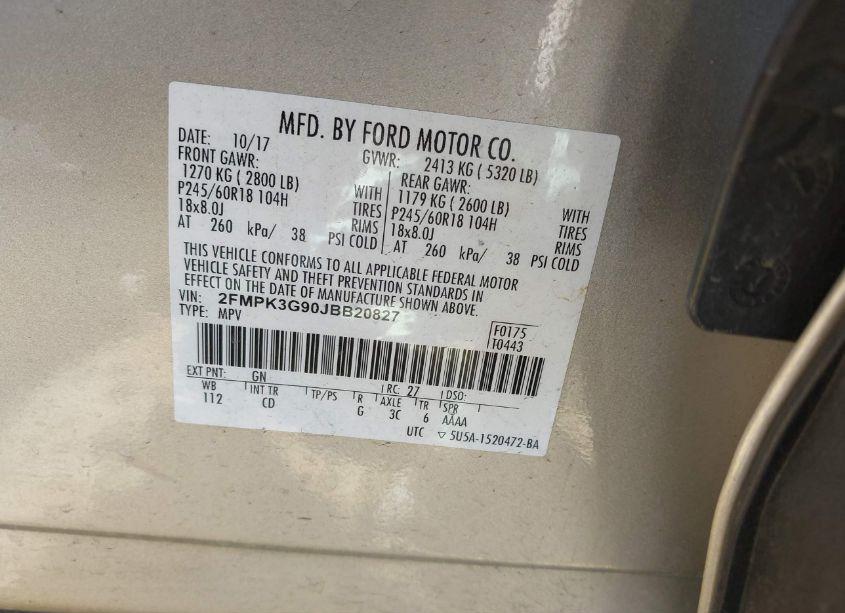 MFD. BY FORD MOTOR CO.
DATE: 10/17 GVWR: 2413 KG ( 5320 LB)
FRONT GAWR: REAR GAWR:
1270 KG ( 2800 LB) WITH 1179 KG ( 2600 LB) WITH
P245/60R18 104H TIRES P245/60R18 104H TIRES
18x8.0J RIMS 18x8.0J RIMS
AT 260 kPa/ 38 PSI COLD AT 260 kPa/ 38 PSI COLD
THIS VEHICLE CONFORMS TO ALL APPLICABLE FEDERAL MOTOR
VEHICLE SAFETY AND THEFT PREVENTION STANDARDS IN
EFFECT ON THE DATE OF MANUFACTURE SHOWN ABOVE.
VIN: 2FMPK3G90JBB20827
TYPE: MPV F0175
T0443
EXT PNT: GN RC: 27 DSO:
WB INT TR TP/PS R AXLE TR SPR
112 CD G 3C 6 AAAA
UTC ▽ 5U5A-1520472-BA